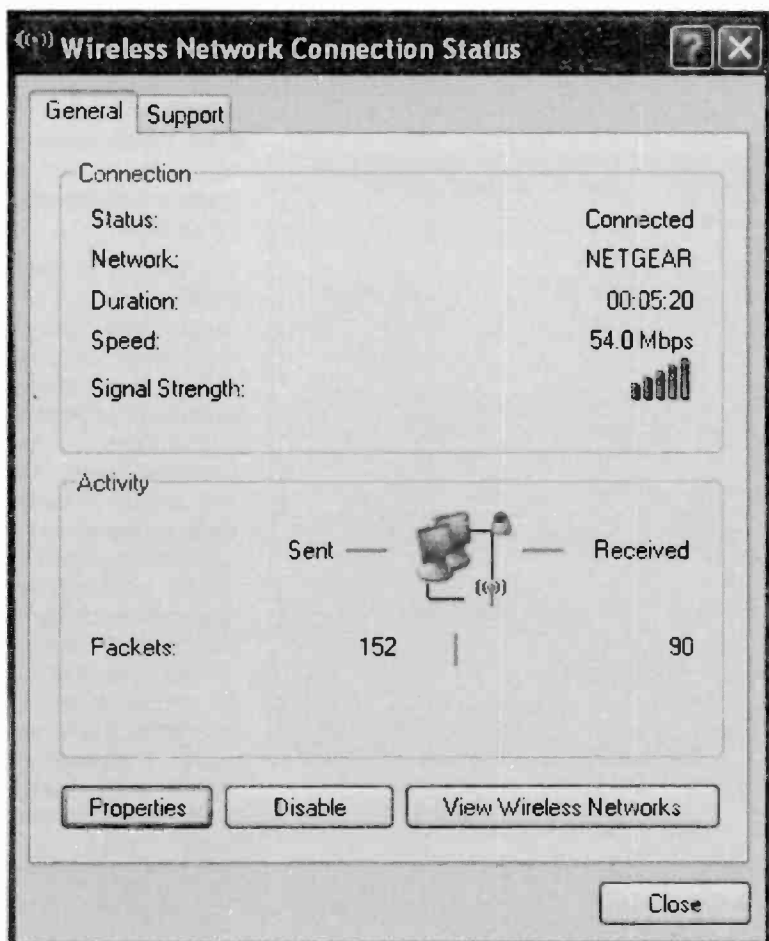 Wireless Network Connection Status
General Support
Connection
Status: Connected
Network: NETGEAR
Duration: 00:05:20
Speed: 54.0 Mbps
Signal Strength:
Activity
Sent Received
Packets: 152 90
Properties Disable View Wireless Networks
Close